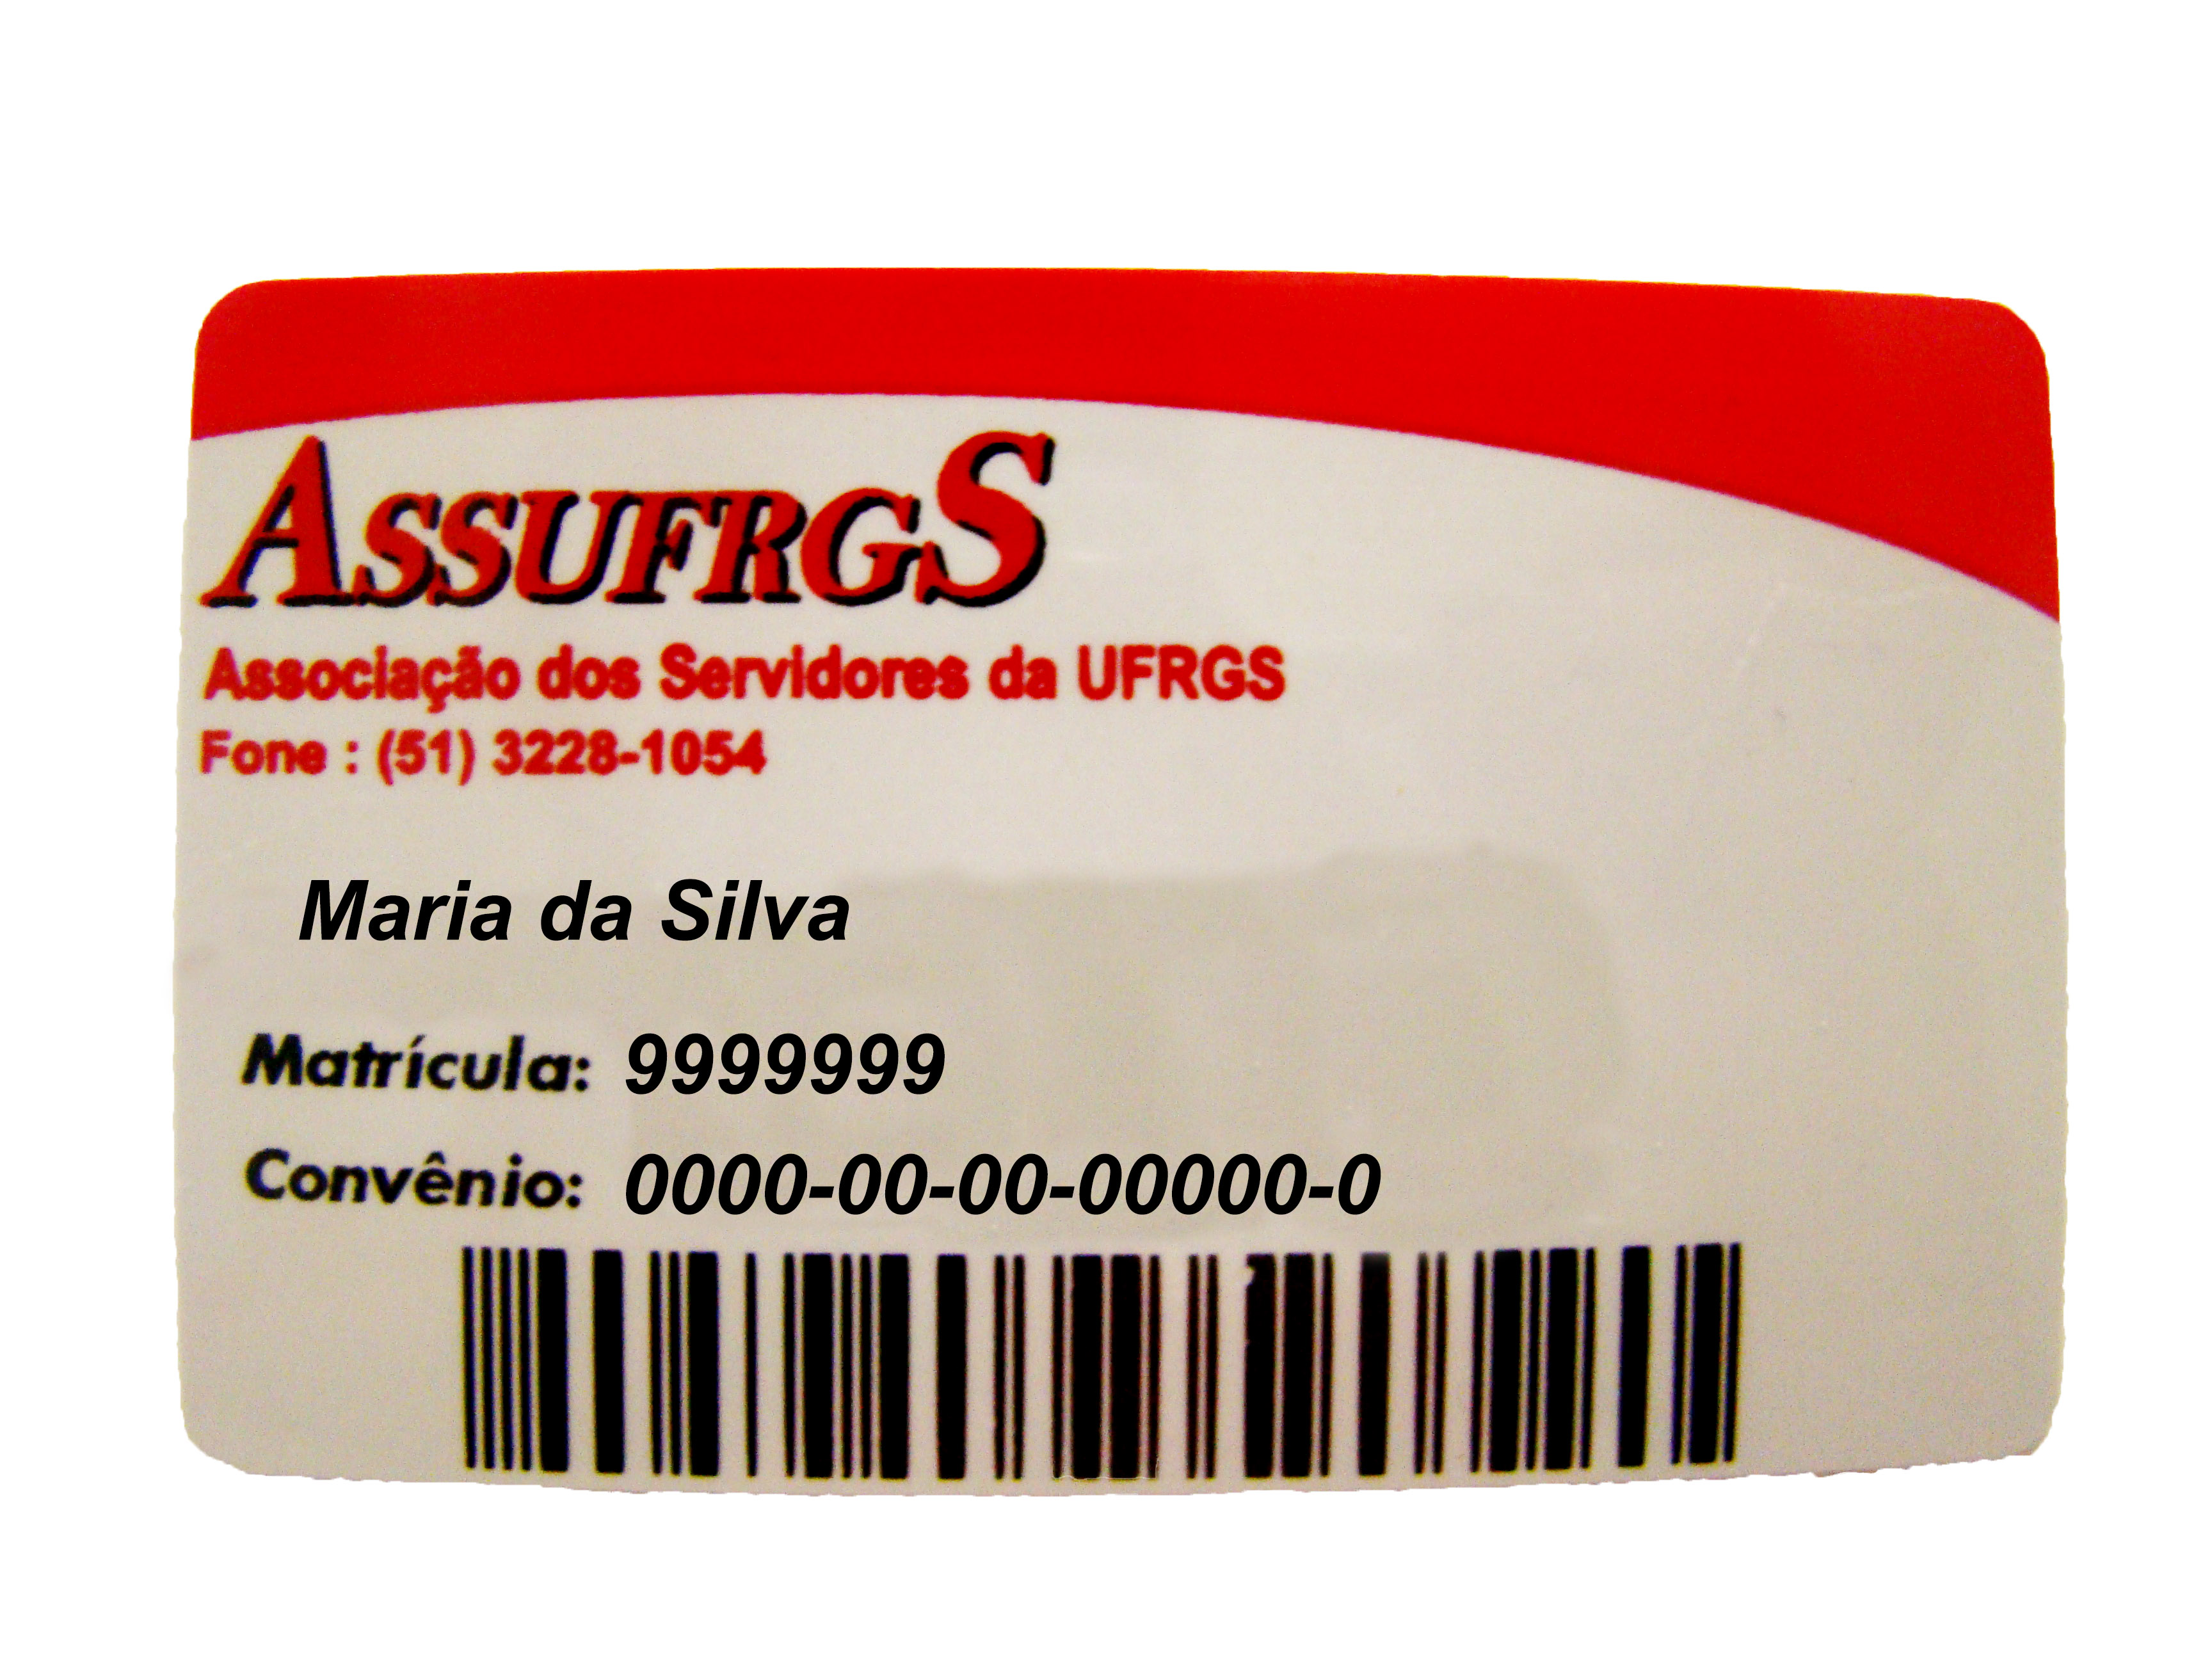 ASSUFRGS
Associação dos Servidores da UFRGS
Fone : (51) 3228-1054
Maria da Silva
Matrícula: 9999999
Convênio: 0000-00-00-00000-0